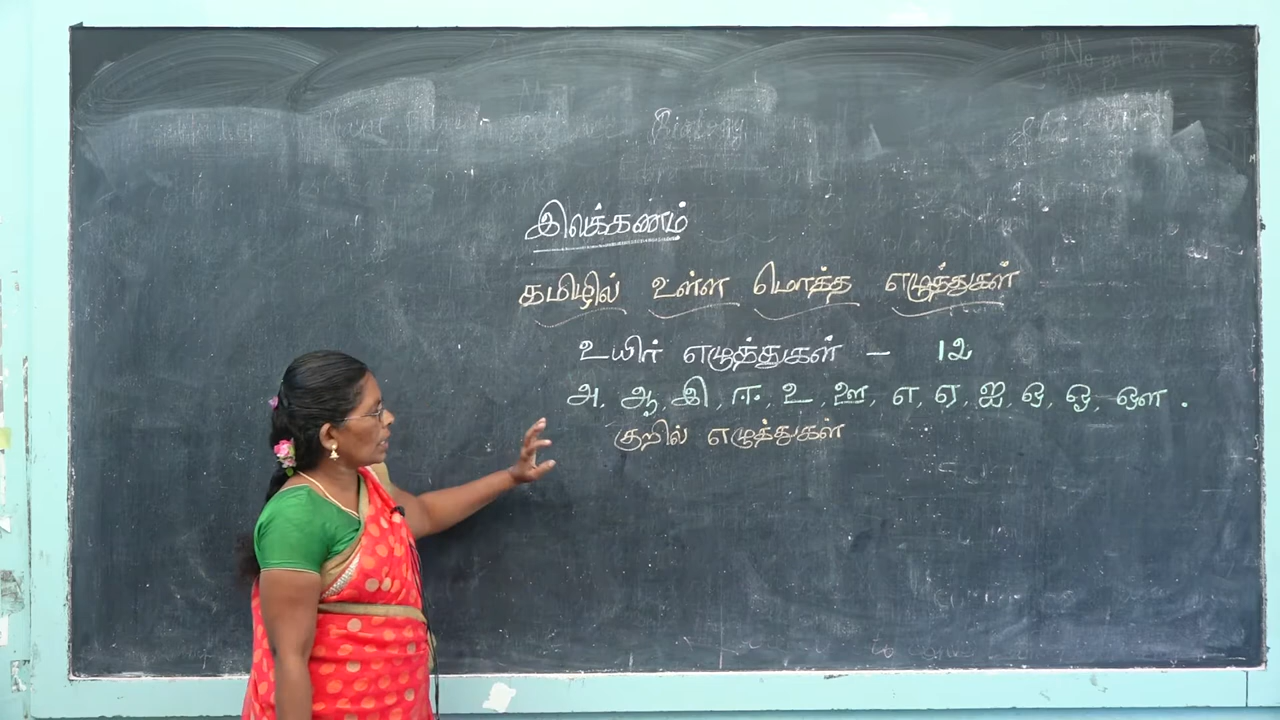 இலக்கணம்
தமிழில் உள்ள மொத்த எழுத்துகள்
உயிர் எழுத்துகள் – 12
அ, ஆ, இ, ஈ, உ, ஊ, எ, ஏ, ஐ, ஒ, ஓ, ஔ .
குறில் எழுத்துகள்